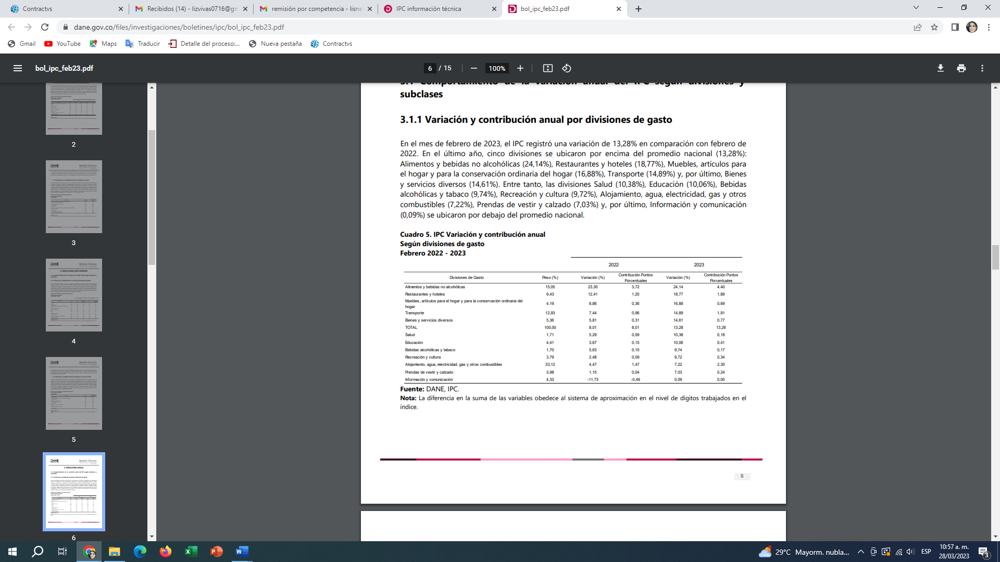 Contractvs
Recibidos (14) - lizvivas0716@gm
remisión por competencia - lisne
IPC información técnica
bol_ipc_feb23.pdf
dane.gov.co/files/investigaciones/boletines/ipc/bol_ipc_feb23.pdf
Gmail
YouTube
Maps
Traducir
Detalle del proceso:...
Nueva pestaña
Contractvs
bol_ipc_feb23.pdf
6 / 15
100%
2
3
4
5
6
3.1 Comportamiento de la variación anual del IPC según divisiones y
subclases
3.1.1 Variación y contribución anual por divisiones de gasto
En el mes de febrero de 2023, el IPC registró una variación de 13,28% en comparación con febrero de
2022. En el último año, cinco divisiones se ubicaron por encima del promedio nacional (13,28%):
Alimentos y bebidas no alcohólicas (24,14%), Restaurantes y hoteles (18,77%), Muebles, artículos para
el hogar y para la conservación ordinaria del hogar (16,88%), Transporte (14,89%) y, por último, Bienes
y servicios diversos (14,61%). Entre tanto, las divisiones Salud (10,38%), Educación (10,06%), Bebidas
alcohólicas y tabaco (9,74%), Recreación y cultura (9,72%), Alojamiento, agua, electricidad, gas y otros
combustibles (7,22%), Prendas de vestir y calzado (7,03%) y, por último, Información y comunicación
(0,09%) se ubicaron por debajo del promedio nacional.
Cuadro 5. IPC Variación y contribución anual
Según divisiones de gasto
Febrero 2022 - 2023
2022 2023
Divisiones de Gasto Peso (%) Variación (%) Contribución Puntos Porcentuales Variación (%) Contribución Puntos Porcentuales
Alimentos y bebidas no alcohólicas 15,05 23,30 3,72 24,14 4,40
Restaurantes y hoteles 9,43 12,41 1,20 18,77 1,89
Muebles, artículos para el hogar y para la conservación ordinaria del
hogar 4,19 8,86 0,36 16,88 0,69
Transporte 12,93 7,44 0,96 14,89 1,91
Bienes y servicios diversos 5,36 5,81 0,31 14,61 0,77
TOTAL 100,00 8,01 8,01 13,28 13,28
Salud 1,71 5,29 0,09 10,38 0,18
Educación 4,41 3,67 0,15 10,06 0,41
Bebidas alcohólicas y tabaco 1,70 5,63 0,10 9,74 0,17
Recreación y cultura 3,79 2,48 0,09 9,72 0,34
Alojamiento, agua, electricidad, gas y otros combustibles 33,12 4,47 1,47 7,22 2,30
Prendas de vestir y calzado 3,98 1,15 0,04 7,03 0,24
Información y comunicación 4,33 -11,73 -0,49 0,09 0,00
Fuente: DANE, IPC.
Nota: La diferencia en la suma de las variables obedece al sistema de aproximación en el nivel de dígitos trabajados en el
índice.
6
29°C Mayorm. nubla...
ESP
10:57 a. m.
28/03/2023
3